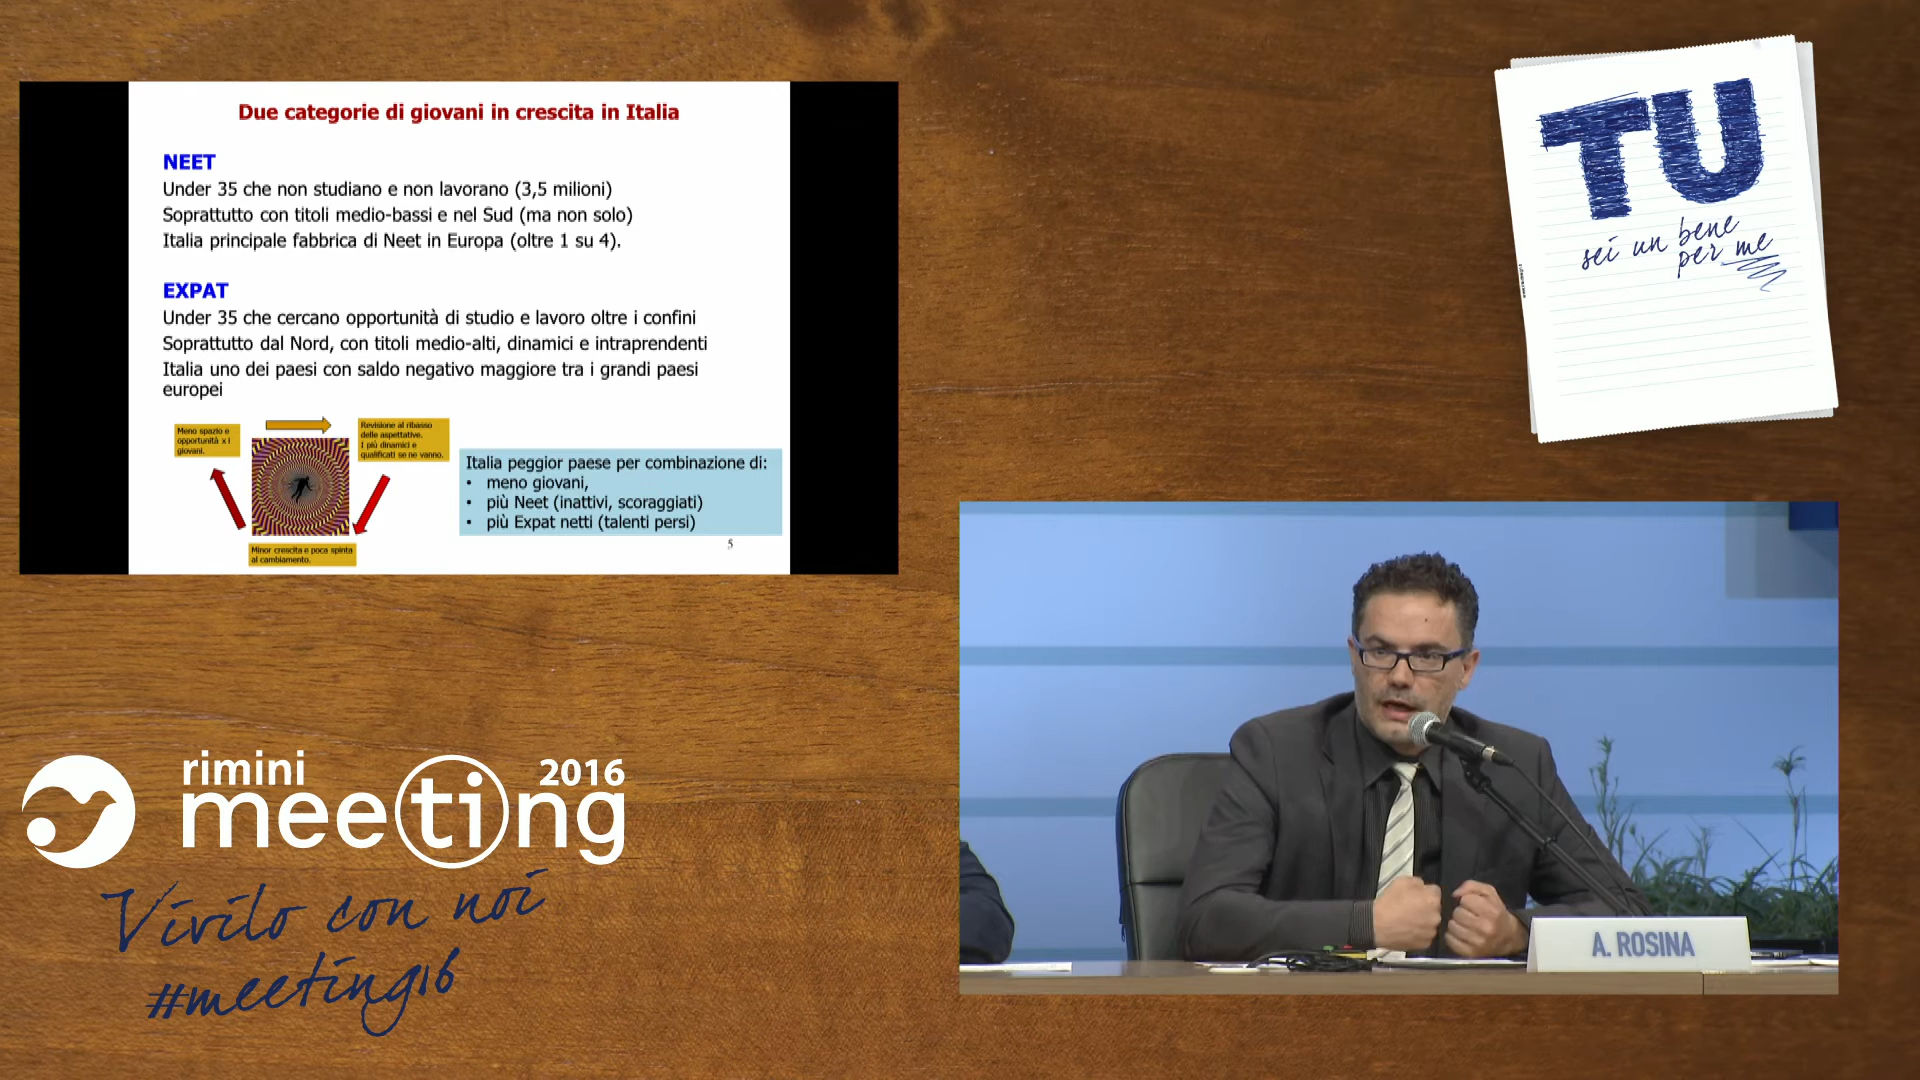 Due categorie di giovani in crescita in Italia
NEET
Under 35 che non studiano e non lavorano (3,5 milioni)
Soprattutto con titoli medio-bassi e nel Sud (ma non solo)
Italia principale fabbrica di Neet in Europa (oltre 1 su 4).
EXPAT
Under 35 che cercano opportunità di studio e lavoro oltre i confini
Soprattutto dal Nord, con titoli medio-alti, dinamici e intraprendenti
Italia uno dei paesi con saldo negativo maggiore tra i grandi paesi
europei
Meno spazio e
opportunità x i
giovani.
Revisione al ribasso
delle aspettative.
I più dinamici e
qualificati se ne vanno.
Minor crescita e poca spinta
al cambiamento.
Italia peggior paese per combinazione di:
• meno giovani,
• più Neet (inattivi, scoraggiati)
• più Expat netti (talenti persi)
5
TU
sei un bene
per me
rimini
2016
meeting
Vivilo con noi
#meeting16
A. ROSINA